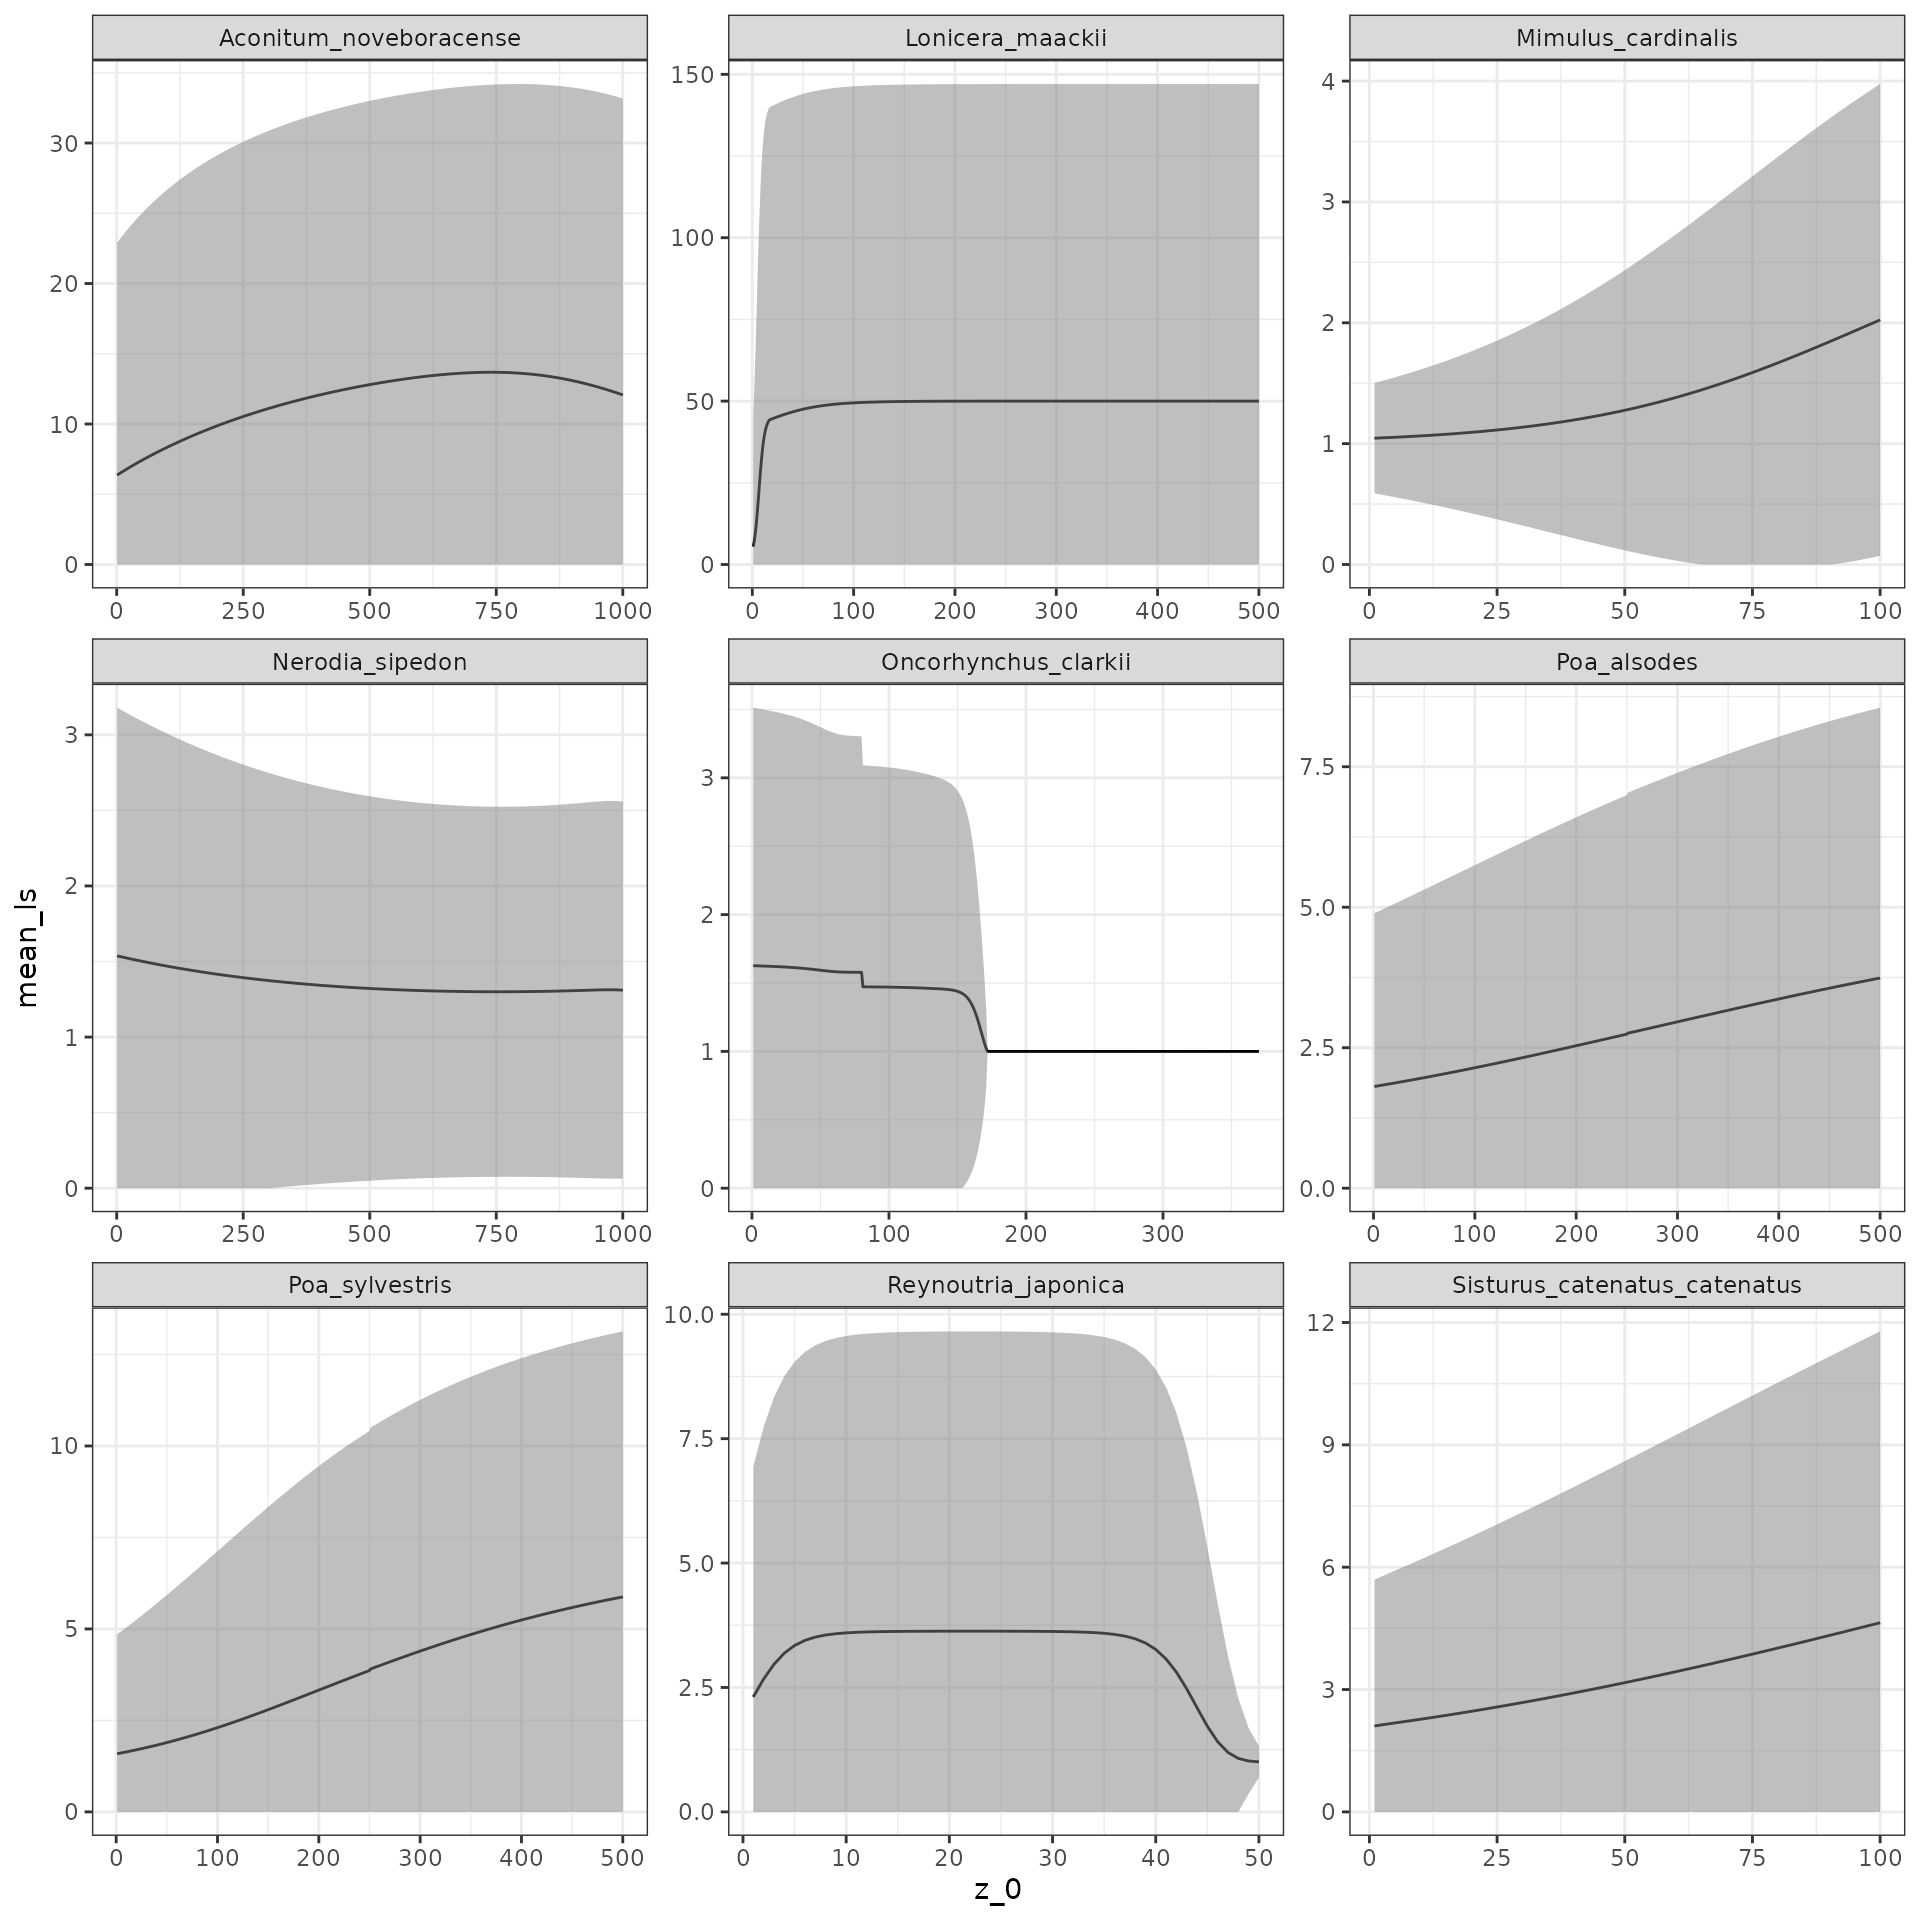 Aconitum_noveboracense
Lonicera_maackii
Mimulus_cardinalis
30
20
10
0
150
100
50
0
4
3
2
1
0
0 250 500 750 1000
0 100 200 300 400 500
0 25 50 75 100
Nerodia_sipedon
Oncorhynchus_clarkii
Poa_alsodes
mean_ls
3
2
1
0
3
2
1
0
7.5
5.0
2.5
0.0
0 250 500 750 1000
0 100 200 300
0 100 200 300 400 500
Poa_sylvestris
Reynoutria_japonica
Sisturus_catenatus_catenatus
10
5
0
10.0
7.5
5.0
2.5
0.0
12
9
6
3
0
0 100 200 300 400 500
0 10 20 30 40 50
0 25 50 75 100
z_0